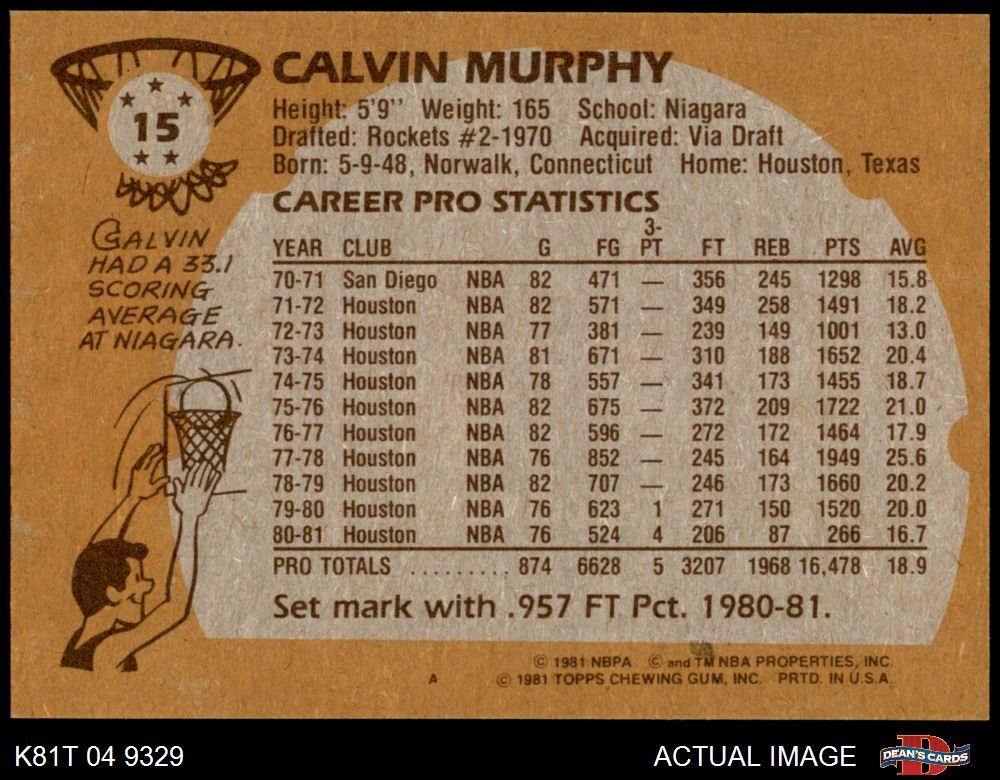 CALVIN MURPHY
Height: 5'9'' Weight: 165 School: Niagara
Drafted: Rockets #2-1970 Acquired: Via Draft
Born: 5-9-48, Norwalk, Connecticut Home: Houston, Texas
15
CAREER PRO STATISTICS
CALVIN
HAD A 33.1
SCORING
AVERAGE
AT NIAGARA.
YEAR CLUB G FG 3-PT FT REB PTS AVG
70-71 San Diego NBA 82 471 — 356 245 1298 15.8
71-72 Houston NBA 82 571 — 349 258 1491 18.2
72-73 Houston NBA 77 381 — 239 149 1001 13.0
73-74 Houston NBA 81 671 — 310 188 1652 20.4
74-75 Houston NBA 78 557 — 341 173 1455 18.7
75-76 Houston NBA 82 675 — 372 209 1722 21.0
76-77 Houston NBA 82 596 — 272 172 1464 17.9
77-78 Houston NBA 76 852 — 245 164 1949 25.6
78-79 Houston NBA 82 707 — 246 173 1660 20.2
79-80 Houston NBA 76 623 1 271 150 1520 20.0
80-81 Houston NBA 76 524 4 206 87 266 16.7
PRO TOTALS .......... 874 6628 5 3207 1968 16,478 18.9
Set mark with .957 FT Pct. 1980-81.
© 1981 NBPA © and TM NBA PROPERTIES, INC.
A © 1981 TOPPS CHEWING GUM, INC. PRTD. IN U.S.A.
K81T 04 9329 ACTUAL IMAGE DEAN'S CARDS